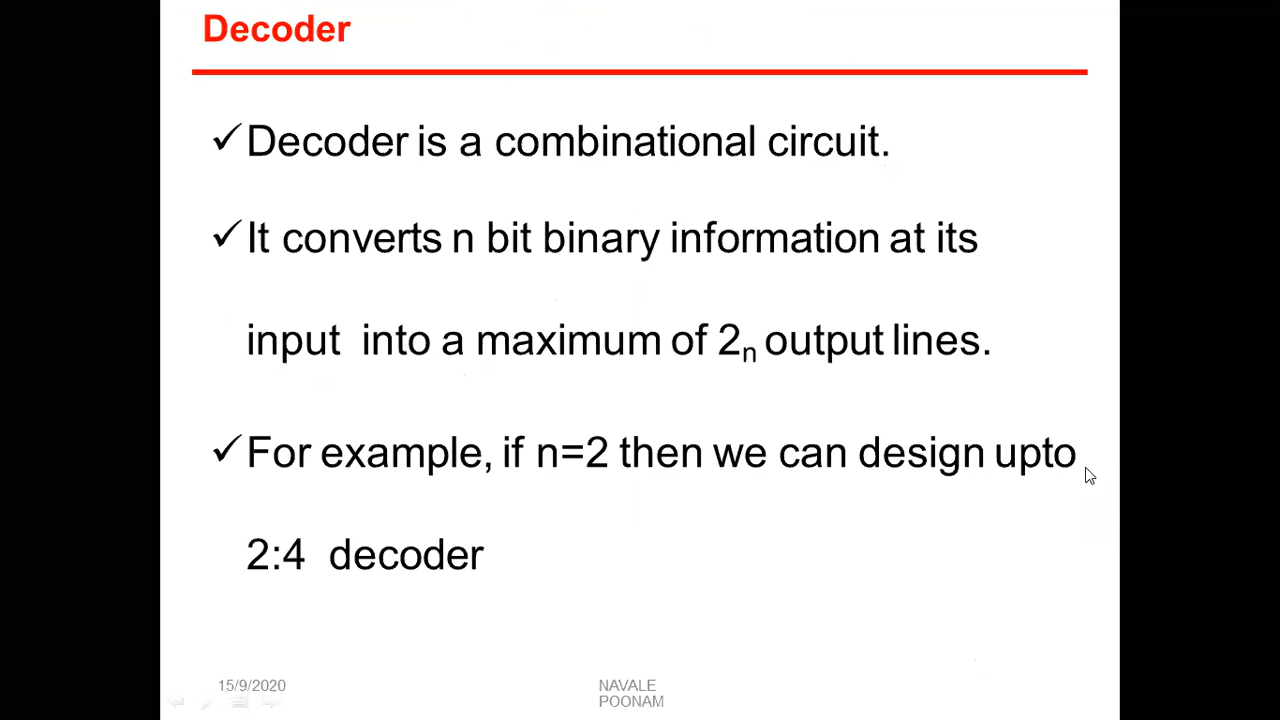 Decoder
✓Decoder is a combinational circuit.
✓It converts n bit binary information at its
input into a maximum of 2n output lines.
✓For example, if n=2 then we can design upto
2:4 decoder
15/9/2020
NAVALE
POONAM